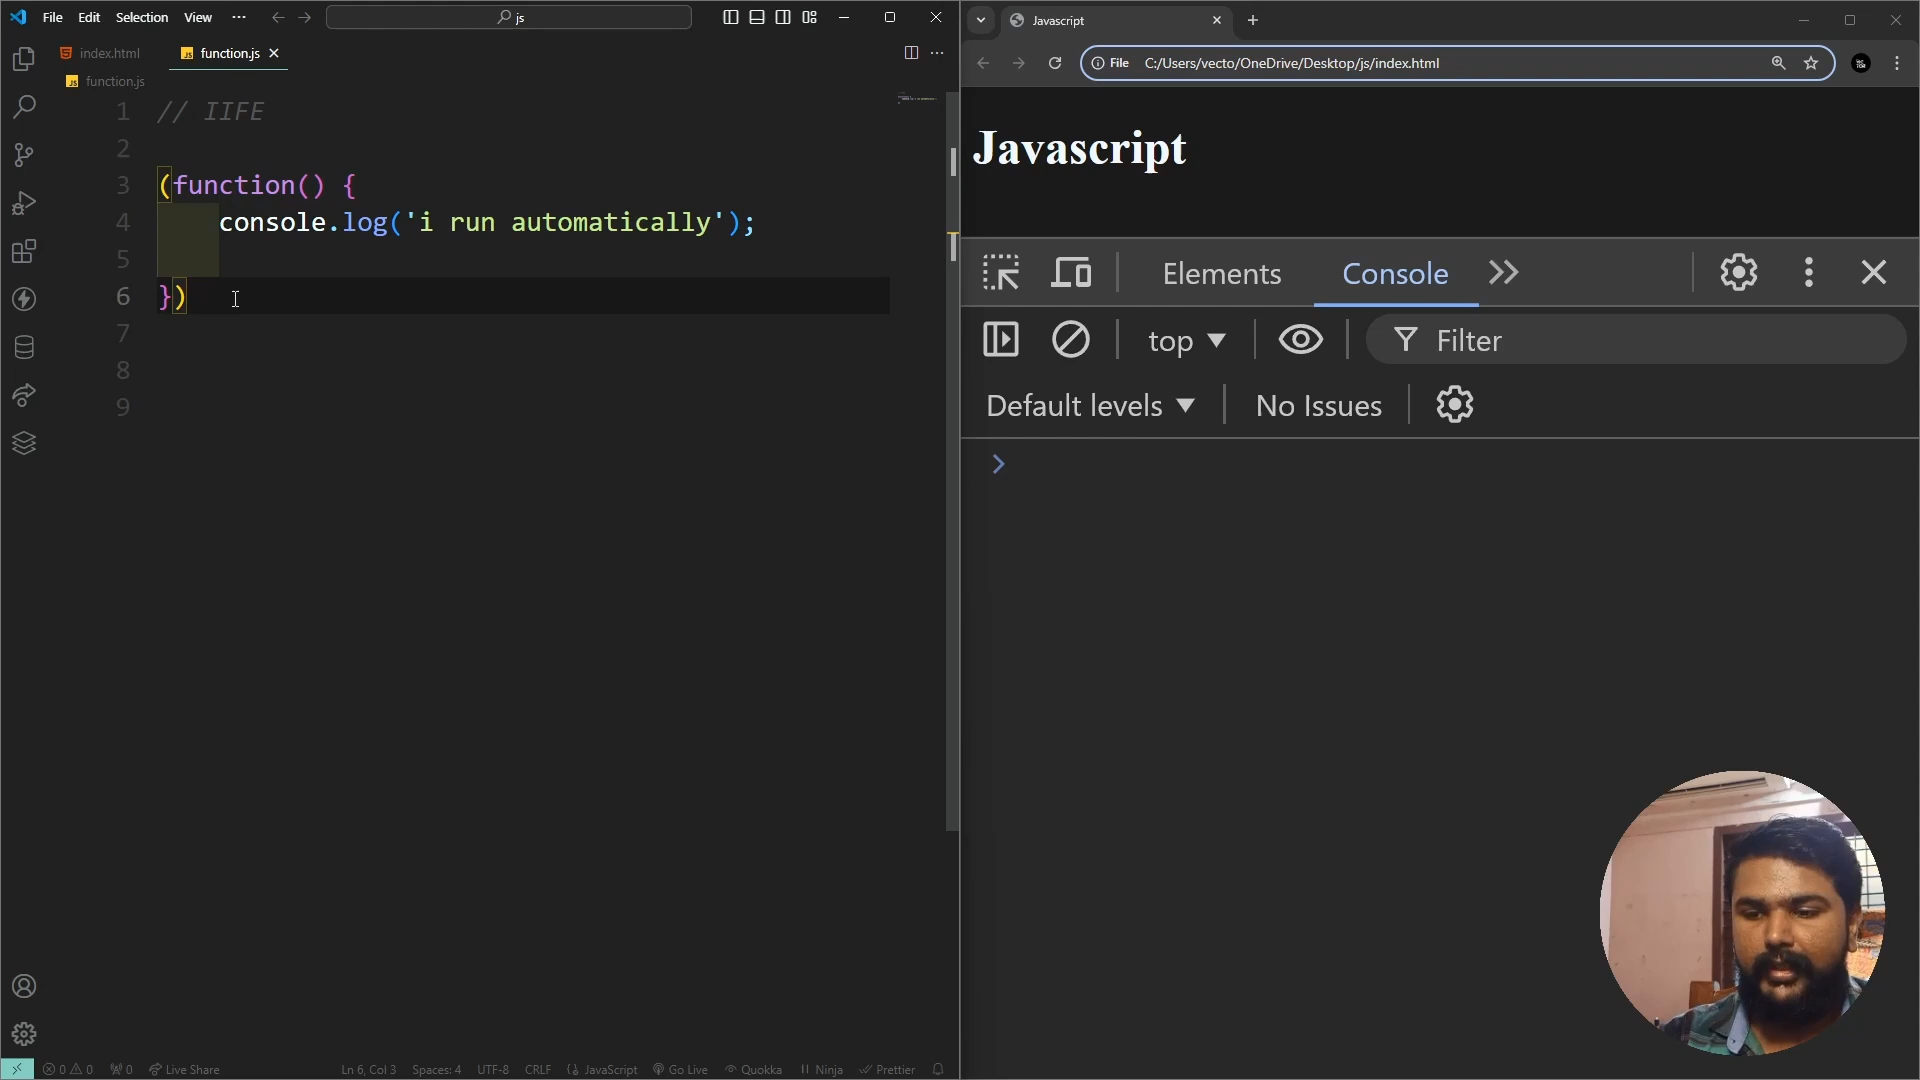 File Edit Selection View ··· js
index.html function.js
function.js
1 // IIFE
2
3 (function() {
4 console.log('i run automatically');
5
6 })
7
8
9
0 0 0 Live Share Ln 6, Col 3 Spaces: 4 UTF-8 CRLF {} JavaScript Go Live Quokka Ninja Prettier
Javascript
File C:/Users/vecto/OneDrive/Desktop/js/index.html
Javascript
Elements Console
top Filter
Default levels No Issues